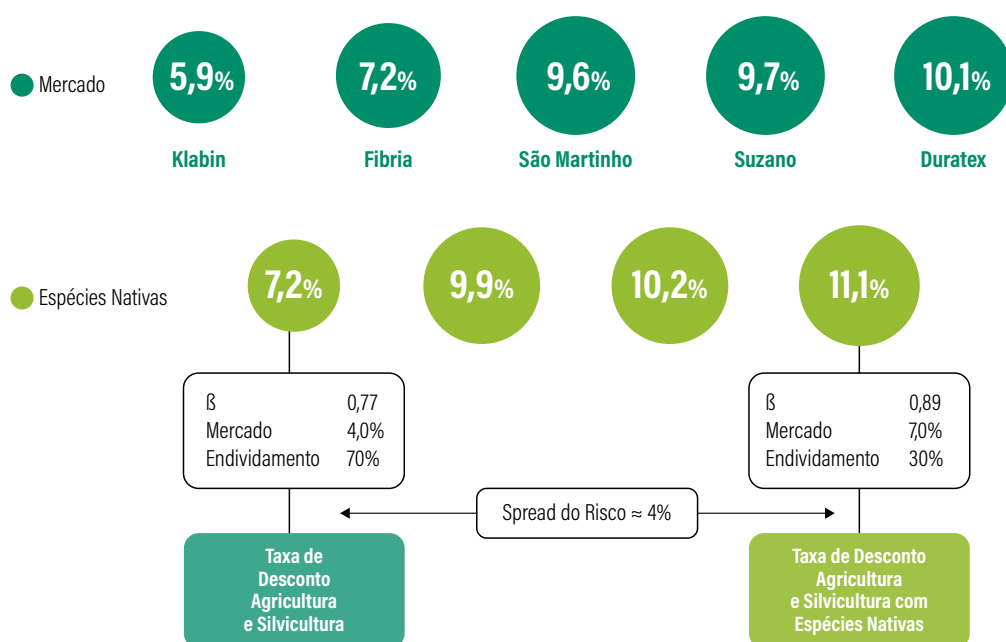 Mercado
5,9%
7,2%
9,6%
9,7%
10,1%
Klabin
Fibria
São Martinho
Suzano
Duratex
Espécies Nativas
7,2%
9,9%
10,2%
11,1%
ß 0,77
Mercado 4,0%
Endividamento 70%
ß 0,89
Mercado 7,0%
Endividamento 30%
Spread do Risco ≈ 4%
Taxa de
Desconto
Agricultura
e Silvicultura
Taxa de Desconto
Agricultura
e Silvicultura com
Espécies Nativas